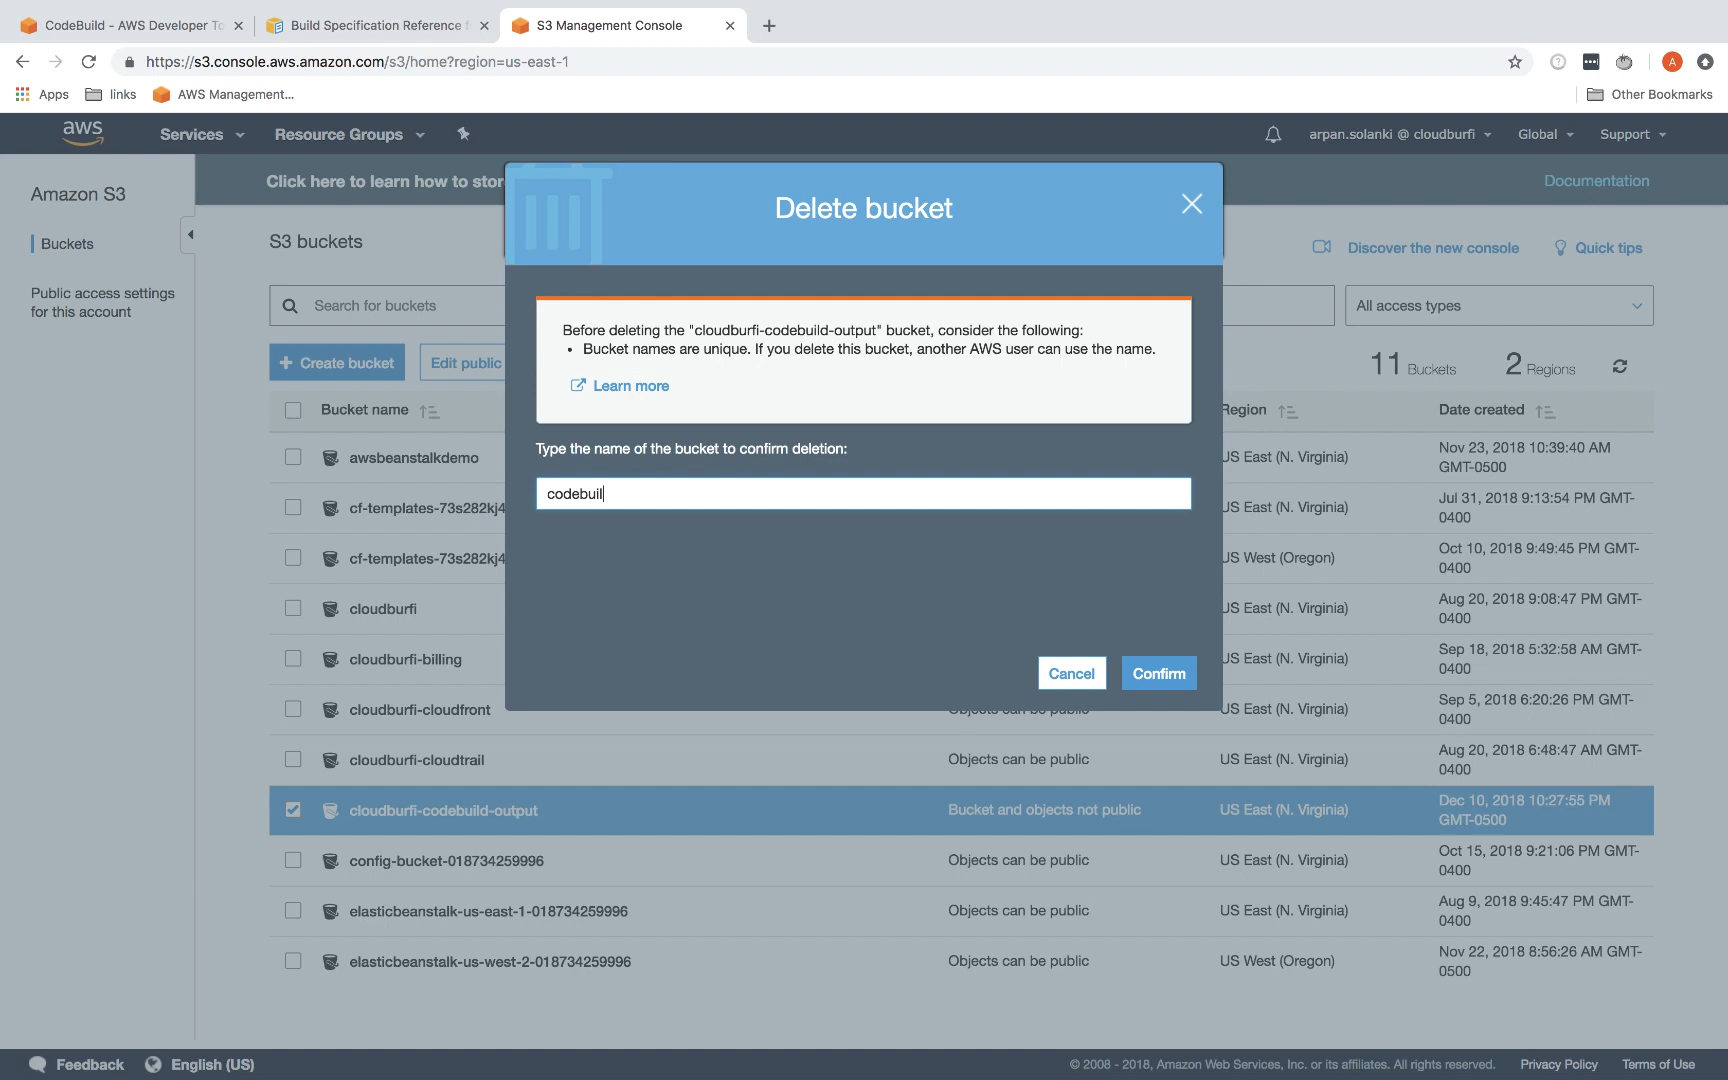 CodeBuild - AWS Developer To
Build Specification Reference f
S3 Management Console
https://s3.console.aws.amazon.com/s3/home?region=us-east-1
A
Apps
links
AWS Management...
Other Bookmarks
aws
Services
Resource Groups
arpan.solanki @ cloudburfi
Global
Support
Amazon S3
Buckets
Public access settings
for this account
Click here to learn how to stor
Documentation
S3 buckets
Discover the new console
Quick tips
Search for buckets
All access types
+ Create bucket
Edit public
11 Buckets
2 Regions
Bucket name
Region
Date created
awsbeanstalkdemo
US East (N. Virginia)
Nov 23, 2018 10:39:40 AM
GMT-0500
cf-templates-73s282kj4
US East (N. Virginia)
Jul 31, 2018 9:13:54 PM GMT-
0400
cf-templates-73s282kj4
US West (Oregon)
Oct 10, 2018 9:49:45 PM GMT-
0400
cloudburfi
US East (N. Virginia)
Aug 20, 2018 9:08:47 PM GMT-
0400
cloudburfi-billing
US East (N. Virginia)
Sep 18, 2018 5:32:58 AM GMT-
0400
cloudburfi-cloudfront
Objects can be public
US East (N. Virginia)
Sep 5, 2018 6:20:26 PM GMT-
0400
cloudburfi-cloudtrail
Objects can be public
US East (N. Virginia)
Aug 20, 2018 6:48:47 AM GMT-
0400
cloudburfi-codebuild-output
Bucket and objects not public
US East (N. Virginia)
Dec 10, 2018 10:27:55 PM
GMT-0500
config-bucket-018734259996
Objects can be public
US East (N. Virginia)
Oct 15, 2018 9:21:06 PM GMT-
0400
elasticbeanstalk-us-east-1-018734259996
Objects can be public
US East (N. Virginia)
Aug 9, 2018 9:45:47 PM GMT-
0400
elasticbeanstalk-us-west-2-018734259996
Objects can be public
US West (Oregon)
Nov 22, 2018 8:56:26 AM GMT-
0500
Delete bucket
Before deleting the "cloudburfi-codebuild-output" bucket, consider the following:
• Bucket names are unique. If you delete this bucket, another AWS user can use the name.
Learn more
Type the name of the bucket to confirm deletion:
codebuil
Cancel
Confirm
Feedback
English (US)
© 2008 - 2018, Amazon Web Services, Inc. or its affiliates. All rights reserved.
Privacy Policy
Terms of Use